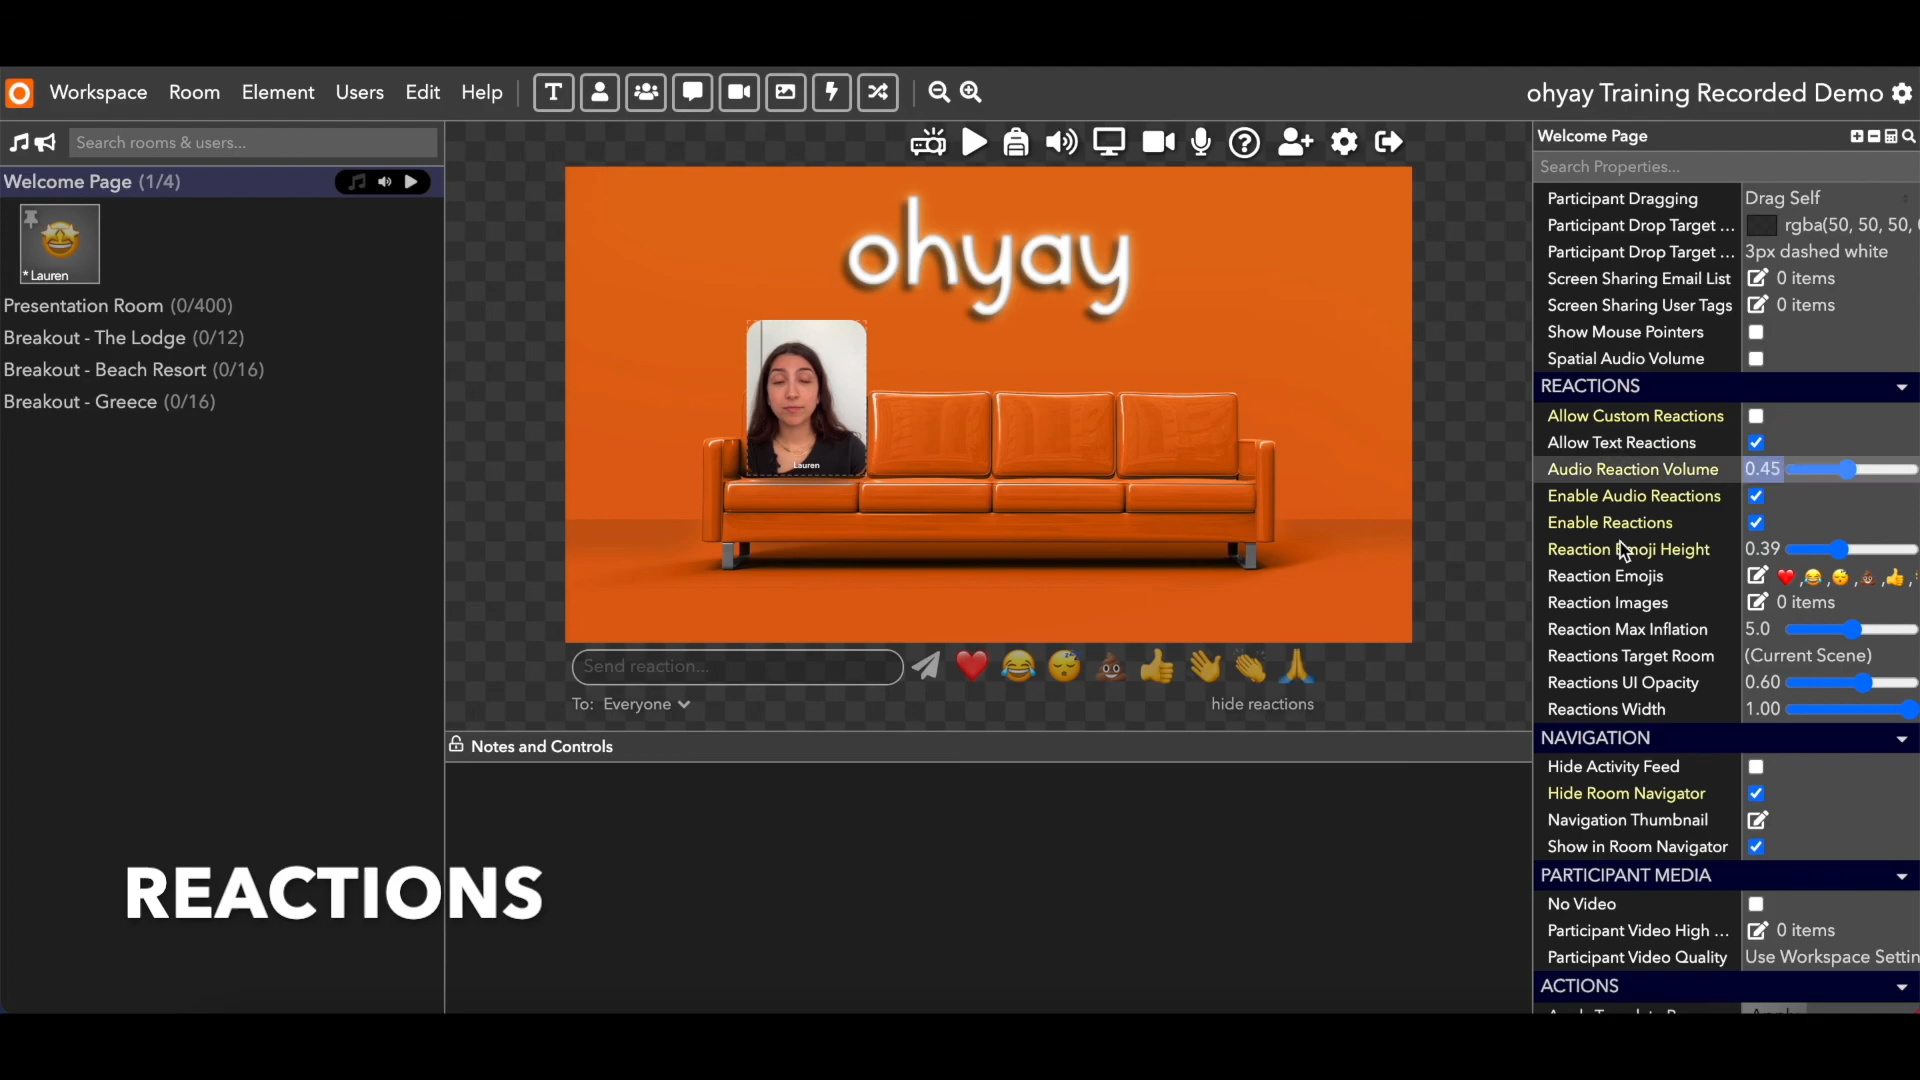 Workspace Room Element Users Edit Help
ohyay Training Recorded Demo
Search rooms & users...
Welcome Page (1/4)
* Lauren
Presentation Room (0/400)
Breakout - The Lodge (0/12)
Breakout - Beach Resort (0/16)
Breakout - Greece (0/16)
ohyay
Lauren
Send reaction...
To: Everyone
hide reactions
Notes and Controls
REACTIONS
Welcome Page
Search Properties...
Participant Dragging Drag Self
Participant Drop Target ... rgba(50, 50, 50,
Participant Drop Target ... 3px dashed white
Screen Sharing Email List 0 items
Screen Sharing User Tags 0 items
Show Mouse Pointers
Spatial Audio Volume
REACTIONS
Allow Custom Reactions
Allow Text Reactions
Audio Reaction Volume 0.45
Enable Audio Reactions
Enable Reactions
Reaction Emoji Height 0.39
Reaction Emojis
Reaction Images 0 items
Reaction Max Inflation 5.0
Reactions Target Room (Current Scene)
Reactions UI Opacity 0.60
Reactions Width 1.00
NAVIGATION
Hide Activity Feed
Hide Room Navigator
Navigation Thumbnail
Show in Room Navigator
PARTICIPANT MEDIA
No Video
Participant Video High ... 0 items
Participant Video Quality Use Workspace Settin
ACTIONS